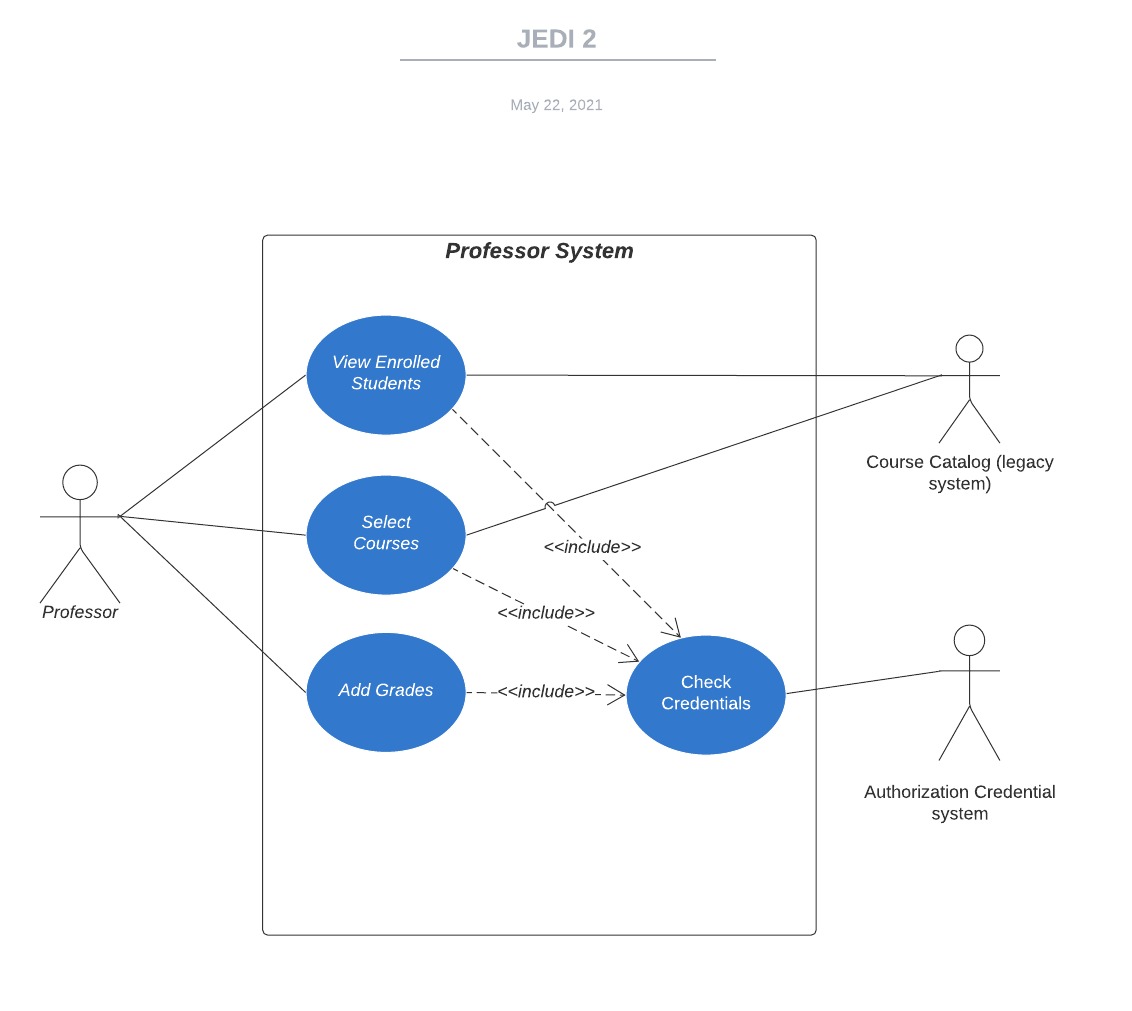 JEDI 2
May 22, 2021
Professor System
View Enrolled
Students
Course Catalog (legacy
system)
Select
Courses
<<include>>
<<include>>
Professor
Add Grades
<<include>>
Check
Credentials
Authorization Credential
system